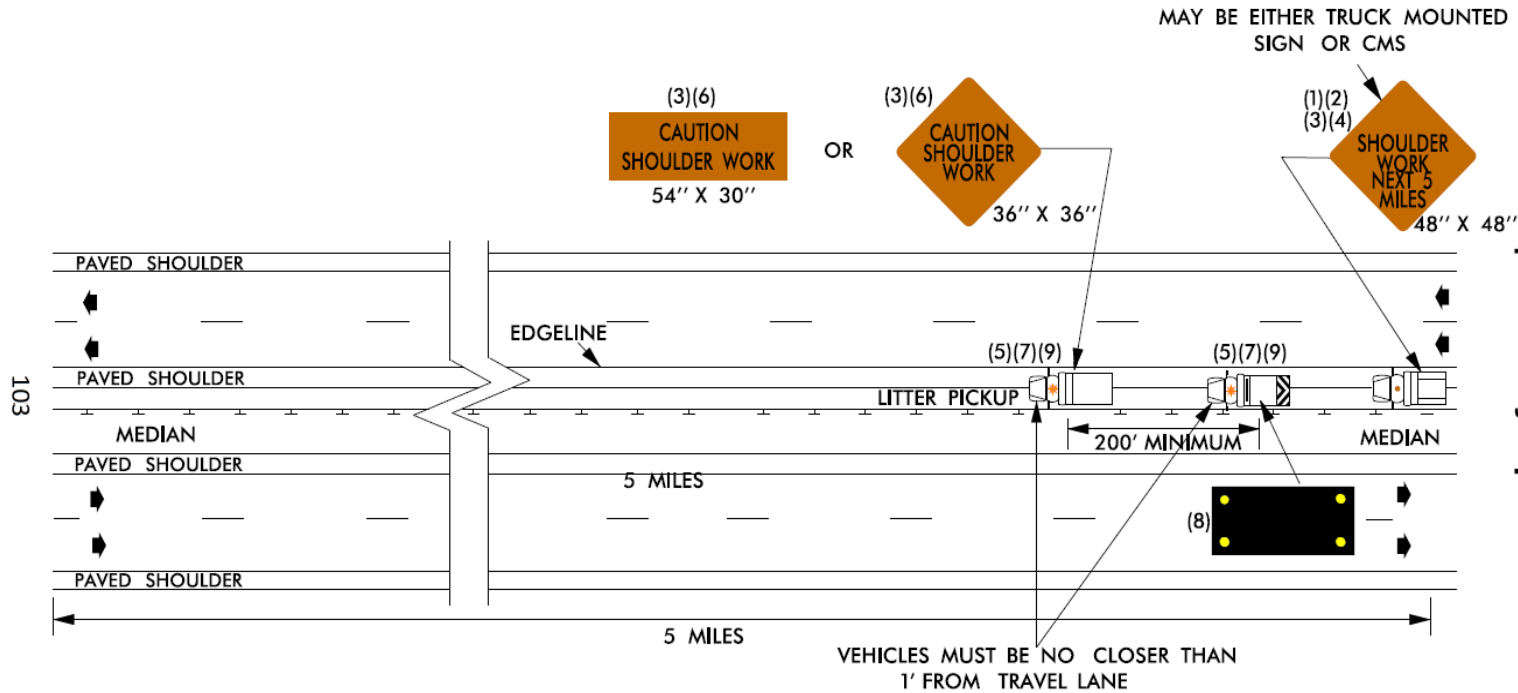 MAY BE EITHER TRUCK MOUNTED
SIGN OR CMS
(3)(6)
CAUTION
SHOULDER WORK
54'' X 30''
OR
(3)(6)
CAUTION
SHOULDER
WORK
36'' X 36''
(1)(2)
(3)(4)
SHOULDER
WORK
NEXT 5
MILES
48'' X 48''
PAVED SHOULDER
EDGELINE
(5)(7)(9)
(5)(7)(9)
PAVED SHOULDER
LITTER PICKUP
103
MEDIAN
200' MINIMUM
MEDIAN
PAVED SHOULDER
5 MILES
(8)
PAVED SHOULDER
5 MILES
VEHICLES MUST BE NO CLOSER THAN
1' FROM TRAVEL LANE